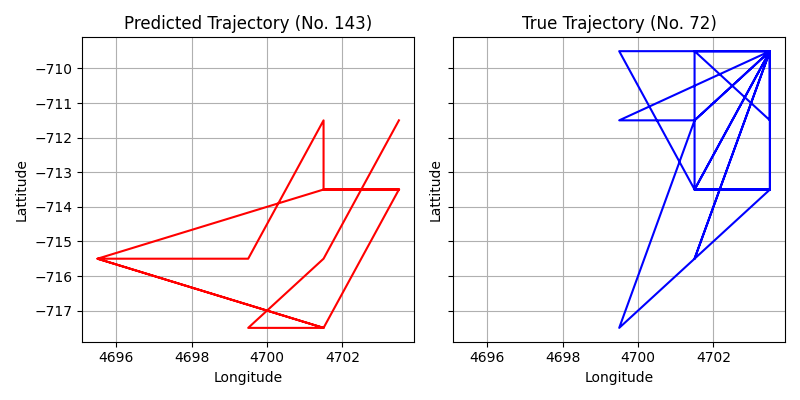 Predicted Trajectory (No. 143)
True Trajectory (No. 72)
−710
−711
−712
−713
−714
−715
−716
−717
Lattitude
Lattitude
4696 4698 4700 4702
4696 4698 4700 4702
Longitude
Longitude